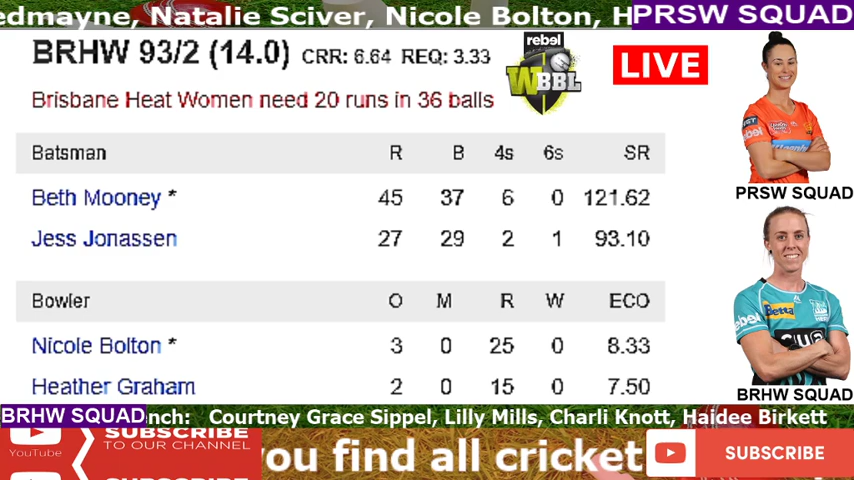 edmayne, Natalie Sciver, Nicole Bolton, H
PRSW SQUAD
BRHW 93/2 (14.0) CRR: 6.64 REQ: 3.33
rebel
WBBL
LIVE
Brisbane Heat Women need 20 runs in 36 balls
Batsman R B 4s 6s SR
Beth Mooney * 45 37 6 0 121.62
Jess Jonassen 27 29 2 1 93.10
PRSW SQUAD
Bowler O M R W ECO
Nicole Bolton * 3 0 25 0 8.33
Heather Graham 2 0 15 0 7.50
rebel
Betta
BRHW SQUAD
BRHW SQUAD nch: Courtney Grace Sippel, Lilly Mills, Charli Knott, Haidee Birkett
YouTube
SUBSCRIBE
TO OUR CHANNEL
ou find all cricket
SUBSCRIBE